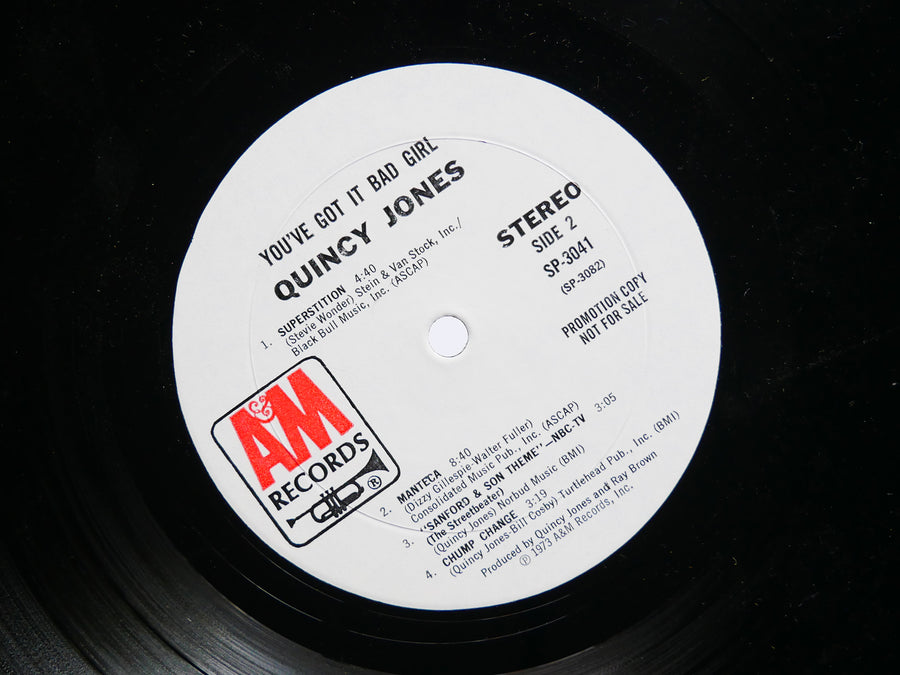 YOU'VE GOT IT BAD GIRL
QUINCY JONES
STEREO
SIDE 2
SP-3041
(SP-3082)
PROMOTION COPY
NOT FOR SALE
1. SUPERSTITION 4:40
(Stevie Wonder) Stein & Van Stock, Inc./
Black Bull Music, Inc. (ASCAP)
A&M
RECORDS
®
2. MANTECA 8:40
(Dizzy Gillespie-Walter Fuller)
Consolidated Music Pub., Inc. (ASCAP)
3. "SANFORD & SON THEME"—NBC-TV 3:05
(The Streetbeater)
(Quincy Jones) Norbud Music (BMI)
4. CHUMP CHANGE 3:19
(Quincy Jones-Bill Cosby) Turtlehead Pub., Inc. (BMI)
Produced by Quincy Jones and Ray Brown
℗ 1973 A&M Records, Inc.